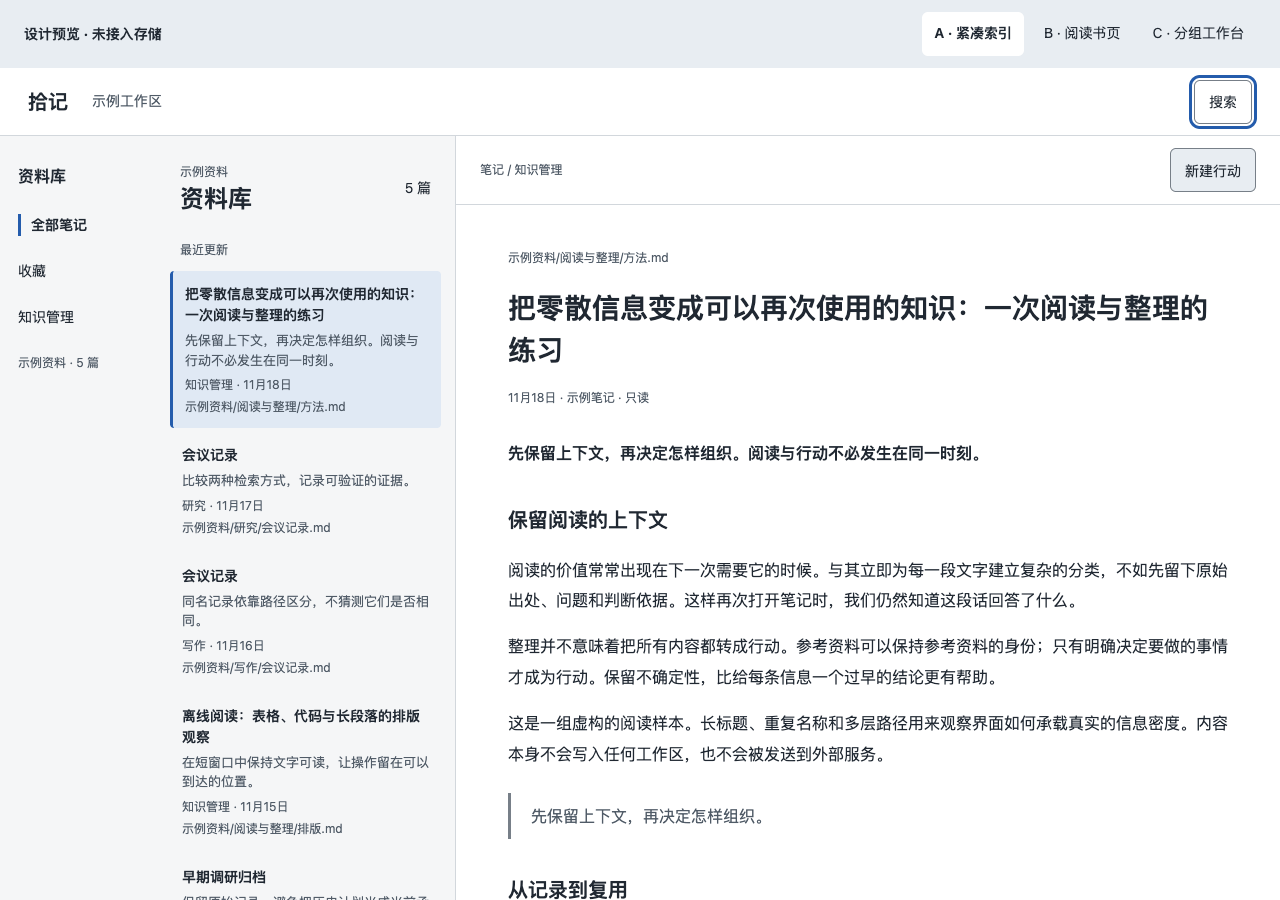 设计预览 · 未接入存储
A · 紧凑索引
B · 阅读书页
C · 分组工作台
拾记
示例工作区
搜索
资料库
全部笔记
收藏
知识管理
示例资料 · 5 篇
示例资料
资料库
5 篇
最近更新
把零散信息变成可以再次使用的知识：
一次阅读与整理的练习
先保留上下文，再决定怎样组织。阅读与
行动不必发生在同一时刻。
知识管理 · 11月18日
示例资料/阅读与整理/方法.md
会议记录
比较两种检索方式，记录可验证的证据。
研究 · 11月17日
示例资料/研究/会议记录.md
会议记录
同名记录依靠路径区分，不猜测它们是否相
同。
写作 · 11月16日
示例资料/写作/会议记录.md
离线阅读：表格、代码与长段落的排版
观察
在短窗口中保持文字可读，让操作留在可以
到达的位置。
知识管理 · 11月15日
示例资料/阅读与整理/排版.md
早期调研归档
笔记 / 知识管理
新建行动
示例资料/阅读与整理/方法.md
把零散信息变成可以再次使用的知识：一次阅读与整理的
练习
11月18日 · 示例笔记 · 只读
先保留上下文，再决定怎样组织。阅读与行动不必发生在同一时刻。
保留阅读的上下文
阅读的价值常常出现在下一次需要它的时候。与其立即为每一段文字建立复杂的分类，不如先留下原始
出处、问题和判断依据。这样再次打开笔记时，我们仍然知道这段话回答了什么。
整理并不意味着把所有内容都转成行动。参考资料可以保持参考资料的身份；只有明确决定要做的事情
才成为行动。保留不确定性，比给每条信息一个过早的结论更有帮助。
这是一组虚构的阅读样本。长标题、重复名称和多层路径用来观察界面如何承载真实的信息密度。内容
本身不会写入任何工作区，也不会被发送到外部服务。
先保留上下文，再决定怎样组织。
从记录到复用